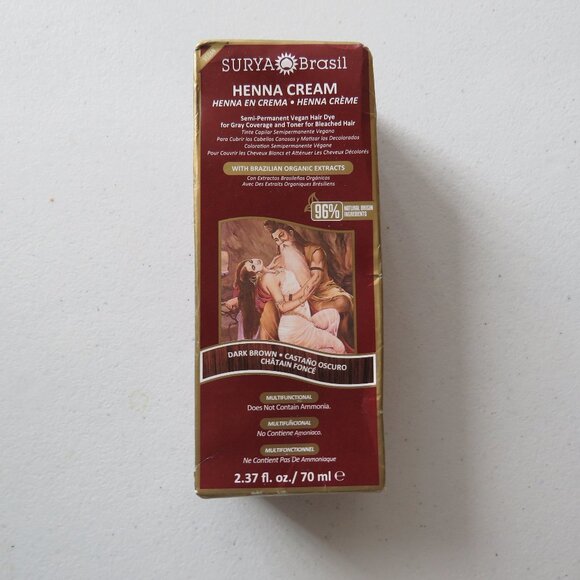 SURYA Brasil
HENNA CREAM
HENNA EN CREMA • HENNA CRÈME
Semi-Permanent Vegan Hair Dye
for Gray Coverage and Toner for Bleached Hair
Tinte Capilar Semipermanente Vegano
Para Cubrir los Cabellos Canosos y Matizar los Decolorados
Coloration Semipermanente Végane
Pour Couvrir les Cheveux Blancs et Atténuer Les Cheveux Décolorés
WITH BRAZILIAN ORGANIC EXTRACTS
Con Extractos Brasileños Orgánicos
Avec Des Extraits Organiques Brésiliens
96% NATURAL ORIGIN
INGREDIENTS
DARK BROWN • CASTAÑO OSCURO
CHÂTAIN FONCÉ
MULTIFUNCTIONAL
Does Not Contain Ammonia.
MULTIFUNCIONAL
No Contiene Amoníaco.
MULTIFONCTIONNEL
Ne Contient Pas De Ammoniaque
2.37 fl. oz./ 70 ml ℮